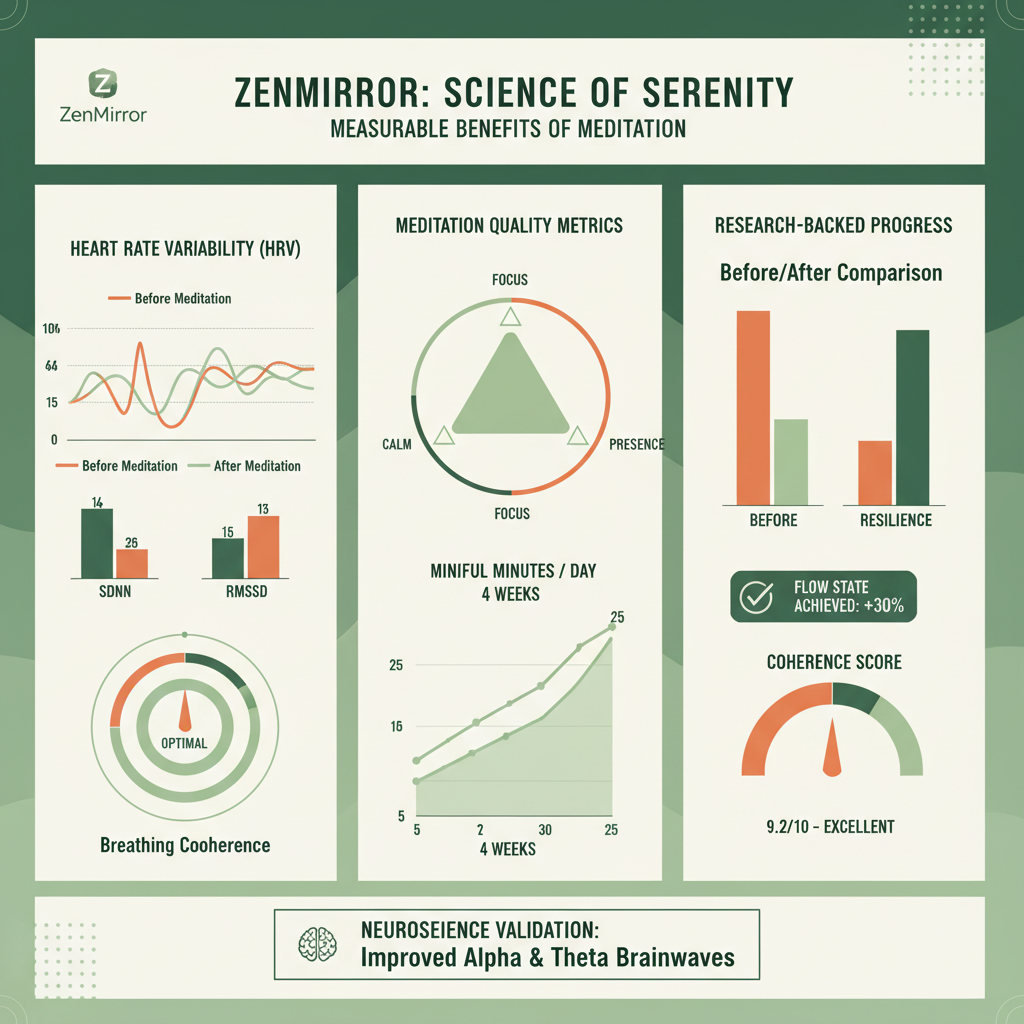 Z
ZenMirror
ZENMIRROR: SCIENCE OF SERENITY
MEASURABLE BENEFITS OF MEDITATION
HEART RATE VARIABILITY (HRV)
Before Meditation
64
15
0
Before Meditation
After Meditation
14
26
SDNN
15
13
RMSSD
OPTIMAL
Breathing Cooherence
MEDITATION QUALITY METRICS
FOCUS
CALM
PRESENCE
FOCUS
MINIFUL MINUTES / DAY
4 WEEKS
25
25
16
5
5
2
30
25
4 WEEKS
RESEARCH-BACKED PROGRESS
Before/After Comparison
BEFORE
RESILIENCE
FLOW STATE
ACHIEVED: +30%
COHERENCE SCORE
9.2/10 - EXCELLENT
NEUROSEIENCE VALIDATION:
Improved Alpha & Theta Brainwaves